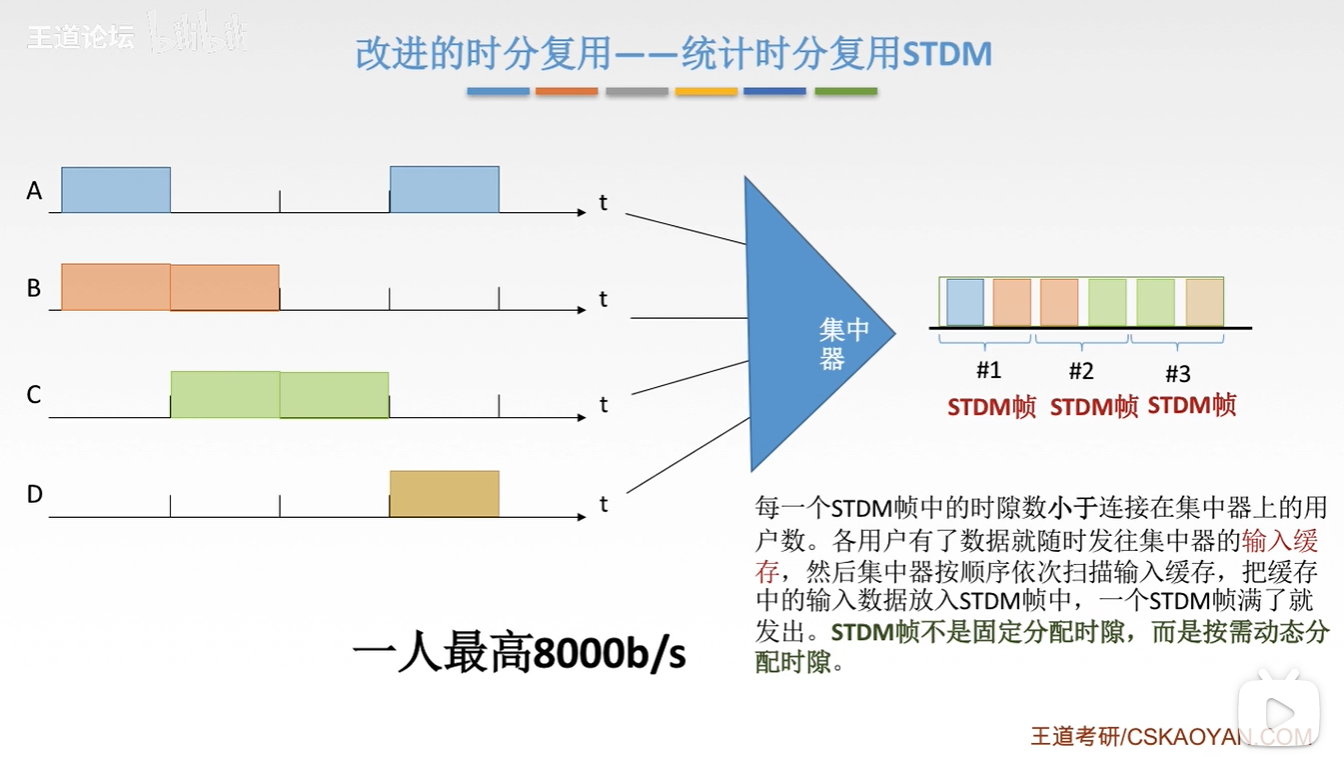 王道论坛 bilibili
改进的时分复用——统计时分复用STDM
A
t
B
t
C
t
D
t
集中
器
#1
#2
#3
STDM帧
STDM帧
STDM帧
每一个STDM帧中的时隙数小于连接在集中器上的用
户数。各用户有了数据就随时发往集中器的输入缓
存，然后集中器按顺序依次扫描输入缓存，把缓存
中的输入数据放入STDM帧中，一个STDM帧满了就
发出。STDM帧不是固定分配时隙，而是按需动态分
配时隙。
一人最高8000b/s
王道考研/CSKAOYAN.COM